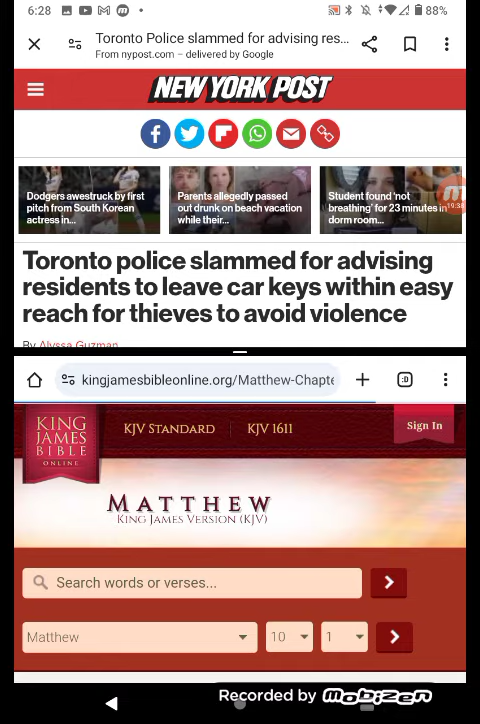 6:28
88%
Toronto Police slammed for advising res...
From nypost.com – delivered by Google
NEW YORK POST
Dodgers awestruck by first
pitch from South Korean
actress in...
Parents allegedly passed
out drunk on beach vacation
while their...
Student found 'not
breathing' for 23 minutes in
dorm room...
19:38
Toronto police slammed for advising
residents to leave car keys within easy
reach for thieves to avoid violence
By Alyssa Guzman
kingjamesbibleonline.org/Matthew-Chapte
:D
KING
JAMES
BIBLE
ONLINE
KJV STANDARD
KJV 1611
Sign In
MATTHEW
KING JAMES VERSION (KJV)
Search words or verses...
Matthew
10
1
Recorded by Mobizen